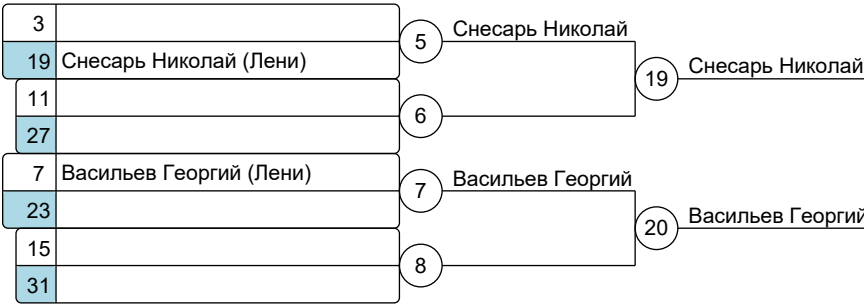 3
19 Снесарь Николай (Лени)
11
27
7 Васильев Георгий (Лени)
23
15
31
5
6
7
8
Снесарь Николай
Васильев Георгий
19
20
Снесарь Николай
Васильев Георгий